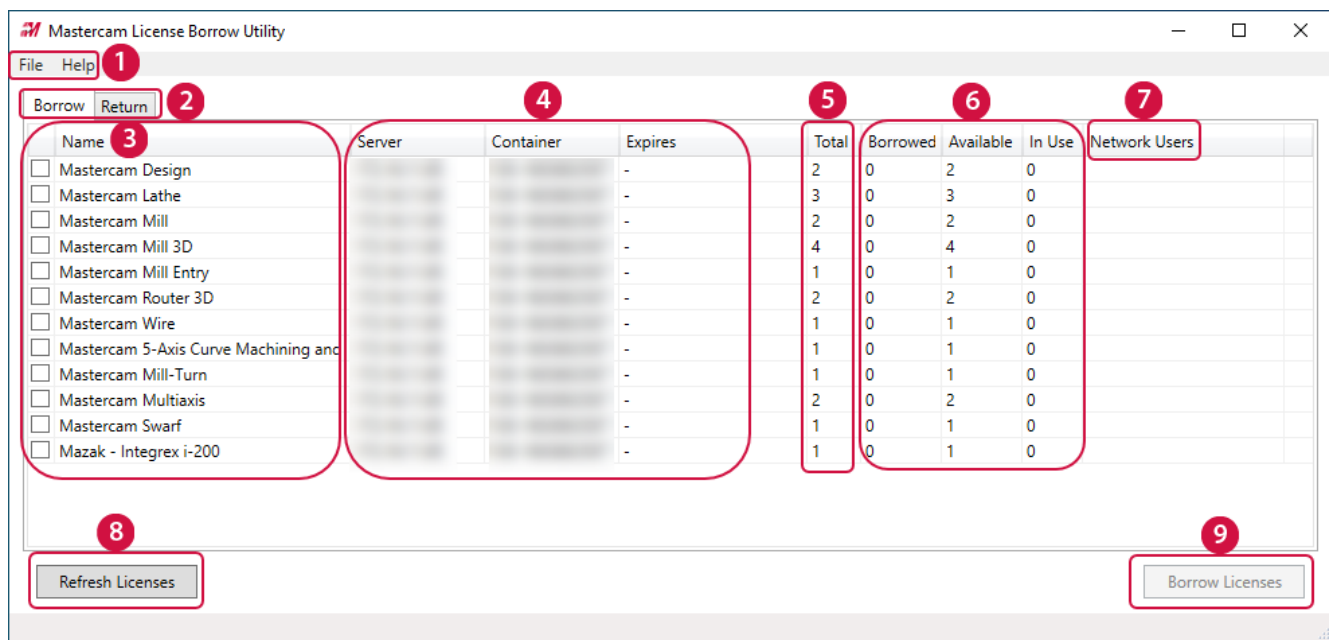 Mastercam License Borrow Utility
File Help 1
Borrow Return 2 4 5 6 7
Name 3 Server Container Expires Total Borrowed Available In Use Network Users
Mastercam Design - 2 0 2 0
Mastercam Lathe - 3 0 3 0
Mastercam Mill - 2 0 2 0
Mastercam Mill 3D - 4 0 4 0
Mastercam Mill Entry - 1 0 1 0
Mastercam Router 3D - 2 0 2 0
Mastercam Wire - 1 0 1 0
Mastercam 5-Axis Curve Machining and - 1 0 1 0
Mastercam Mill-Turn - 1 0 1 0
Mastercam Multiaxis - 2 0 2 0
Mastercam Swarf - 1 0 1 0
Mazak - Integrex i-200 - 1 0 1 0
8 9
Refresh Licenses Borrow Licenses